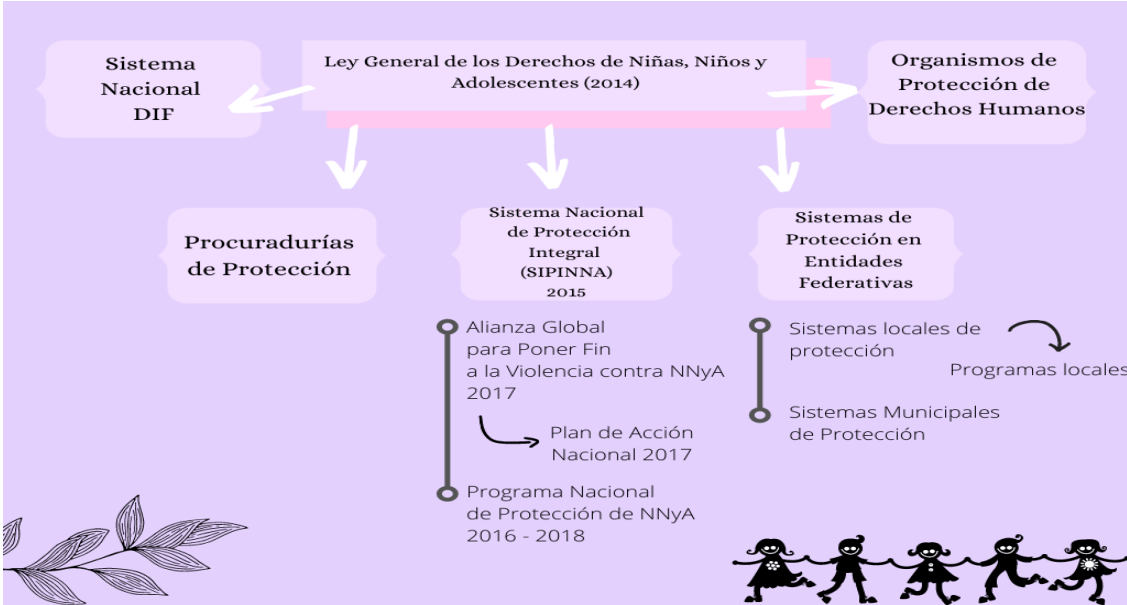 Sistema
Nacional
DIF
Ley General de los Derechos de Niñas, Niños y
Adolescentes (2014)
Organismos de
Protección de
Derechos Humanos
Procuradurías
de Protección
Sistema Nacional
de Protección
Integral
(SIPINNA)
2015
Sistemas de
Protección en
Entidades
Federativas
Alianza Global
para Poner Fin
a la Violencia contra NNyA
2017
Plan de Acción
Nacional 2017
Programa Nacional
de Protección de NNyA
2016 - 2018
Sistemas locales de
protección
Programas locales
Sistemas Municipales
de Protección